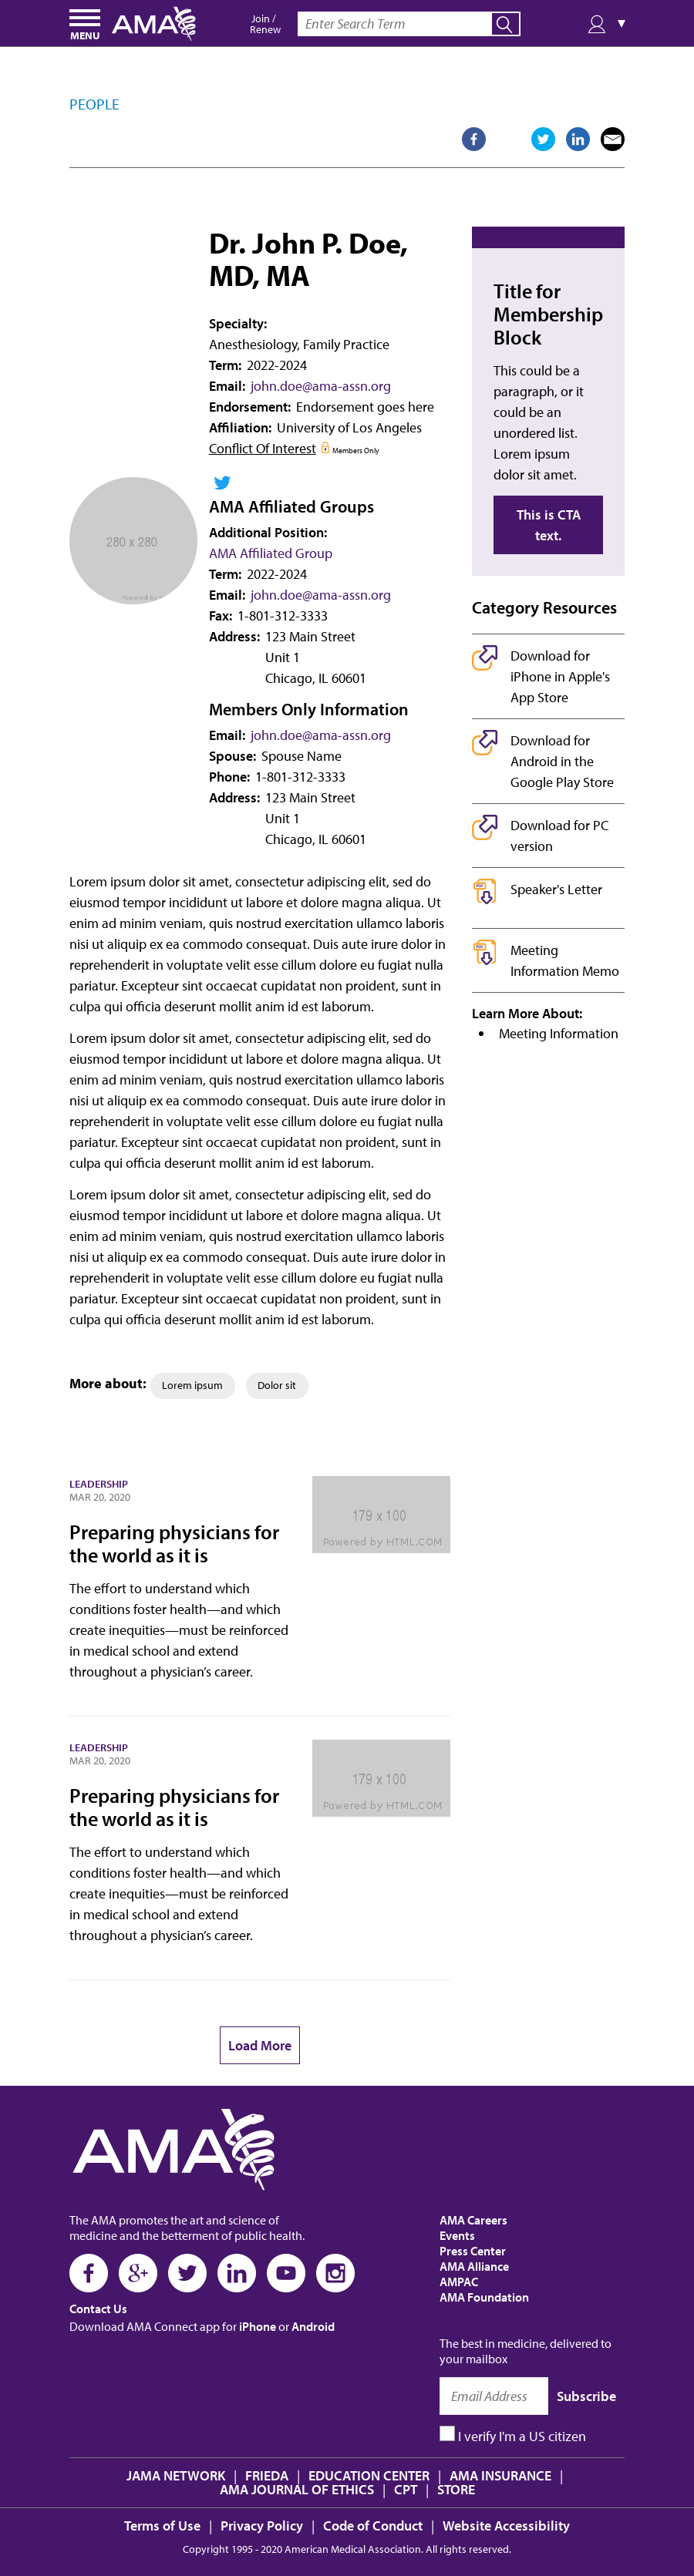 MENU
AMA
Join /
Renew
Enter Search Term
PEOPLE
Dr. John P. Doe,
MD, MA
Specialty:
Anesthesiology, Family Practice
Term: 2022-2024
Email: john.doe@ama-assn.org
Endorsement: Endorsement goes here
Affiliation: University of Los Angeles
Conflict Of Interest Members Only
280 x 280
Powered by
AMA Affiliated Groups
Additional Position:
AMA Affiliated Group
Term: 2022-2024
Email: john.doe@ama-assn.org
Fax: 1-801-312-3333
Address: 123 Main Street
Unit 1
Chicago, IL 60601
Members Only Information
Email: john.doe@ama-assn.org
Spouse: Spouse Name
Phone: 1-801-312-3333
Address: 123 Main Street
Unit 1
Chicago, IL 60601
Lorem ipsum dolor sit amet, consectetur adipiscing elit, sed do
eiusmod tempor incididunt ut labore et dolore magna aliqua. Ut
enim ad minim veniam, quis nostrud exercitation ullamco laboris
nisi ut aliquip ex ea commodo consequat. Duis aute irure dolor in
reprehenderit in voluptate velit esse cillum dolore eu fugiat nulla
pariatur. Excepteur sint occaecat cupidatat non proident, sunt in
culpa qui officia deserunt mollit anim id est laborum.
Lorem ipsum dolor sit amet, consectetur adipiscing elit, sed do
eiusmod tempor incididunt ut labore et dolore magna aliqua. Ut
enim ad minim veniam, quis nostrud exercitation ullamco laboris
nisi ut aliquip ex ea commodo consequat. Duis aute irure dolor in
reprehenderit in voluptate velit esse cillum dolore eu fugiat nulla
pariatur. Excepteur sint occaecat cupidatat non proident, sunt in
culpa qui officia deserunt mollit anim id est laborum.
Lorem ipsum dolor sit amet, consectetur adipiscing elit, sed do
eiusmod tempor incididunt ut labore et dolore magna aliqua. Ut
enim ad minim veniam, quis nostrud exercitation ullamco laboris
nisi ut aliquip ex ea commodo consequat. Duis aute irure dolor in
reprehenderit in voluptate velit esse cillum dolore eu fugiat nulla
pariatur. Excepteur sint occaecat cupidatat non proident, sunt in
culpa qui officia deserunt mollit anim id est laborum.
More about: Lorem ipsum Dolor sit
Title for
Membership
Block
This could be a
paragraph, or it
could be an
unordered list.
Lorem ipsum
dolor sit amet.
This is CTA
text.
Category Resources
Download for
iPhone in Apple's
App Store
Download for
Android in the
Google Play Store
Download for PC
version
Speaker's Letter
Meeting
Information Memo
Learn More About:
Meeting Information
LEADERSHIP
MAR 20, 2020
Preparing physicians for
the world as it is
The effort to understand which
conditions foster health—and which
create inequities—must be reinforced
in medical school and extend
throughout a physician’s career.
179 x 100
Powered by HTML.COM
LEADERSHIP
MAR 20, 2020
Preparing physicians for
the world as it is
The effort to understand which
conditions foster health—and which
create inequities—must be reinforced
in medical school and extend
throughout a physician’s career.
179 x 100
Powered by HTML.COM
Load More
AMA
The AMA promotes the art and science of
medicine and the betterment of public health.
Contact Us
Download AMA Connect app for iPhone or Android
AMA Careers
Events
Press Center
AMA Alliance
AMPAC
AMA Foundation
The best in medicine, delivered to
your mailbox
Email Address Subscribe
I verify I'm a US citizen
JAMA NETWORK | FRIEDA | EDUCATION CENTER | AMA INSURANCE |
AMA JOURNAL OF ETHICS | CPT | STORE
Terms of Use | Privacy Policy | Code of Conduct | Website Accessibility
Copyright 1995 - 2020 American Medical Association. All rights reserved.